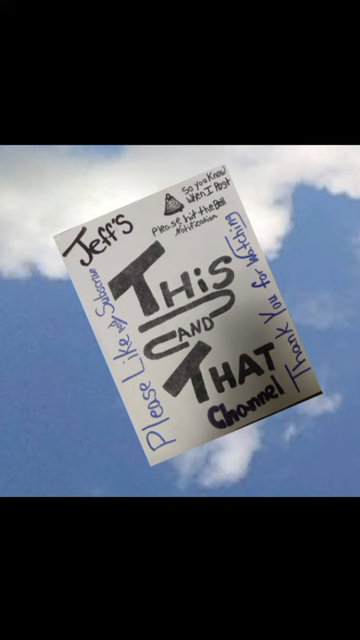 Jeff's
So you know
when I Post
Please hit the Bell
Notification
THiS
AND
THAT
Channel
Please Like and Subscribe
Thank You for Watching